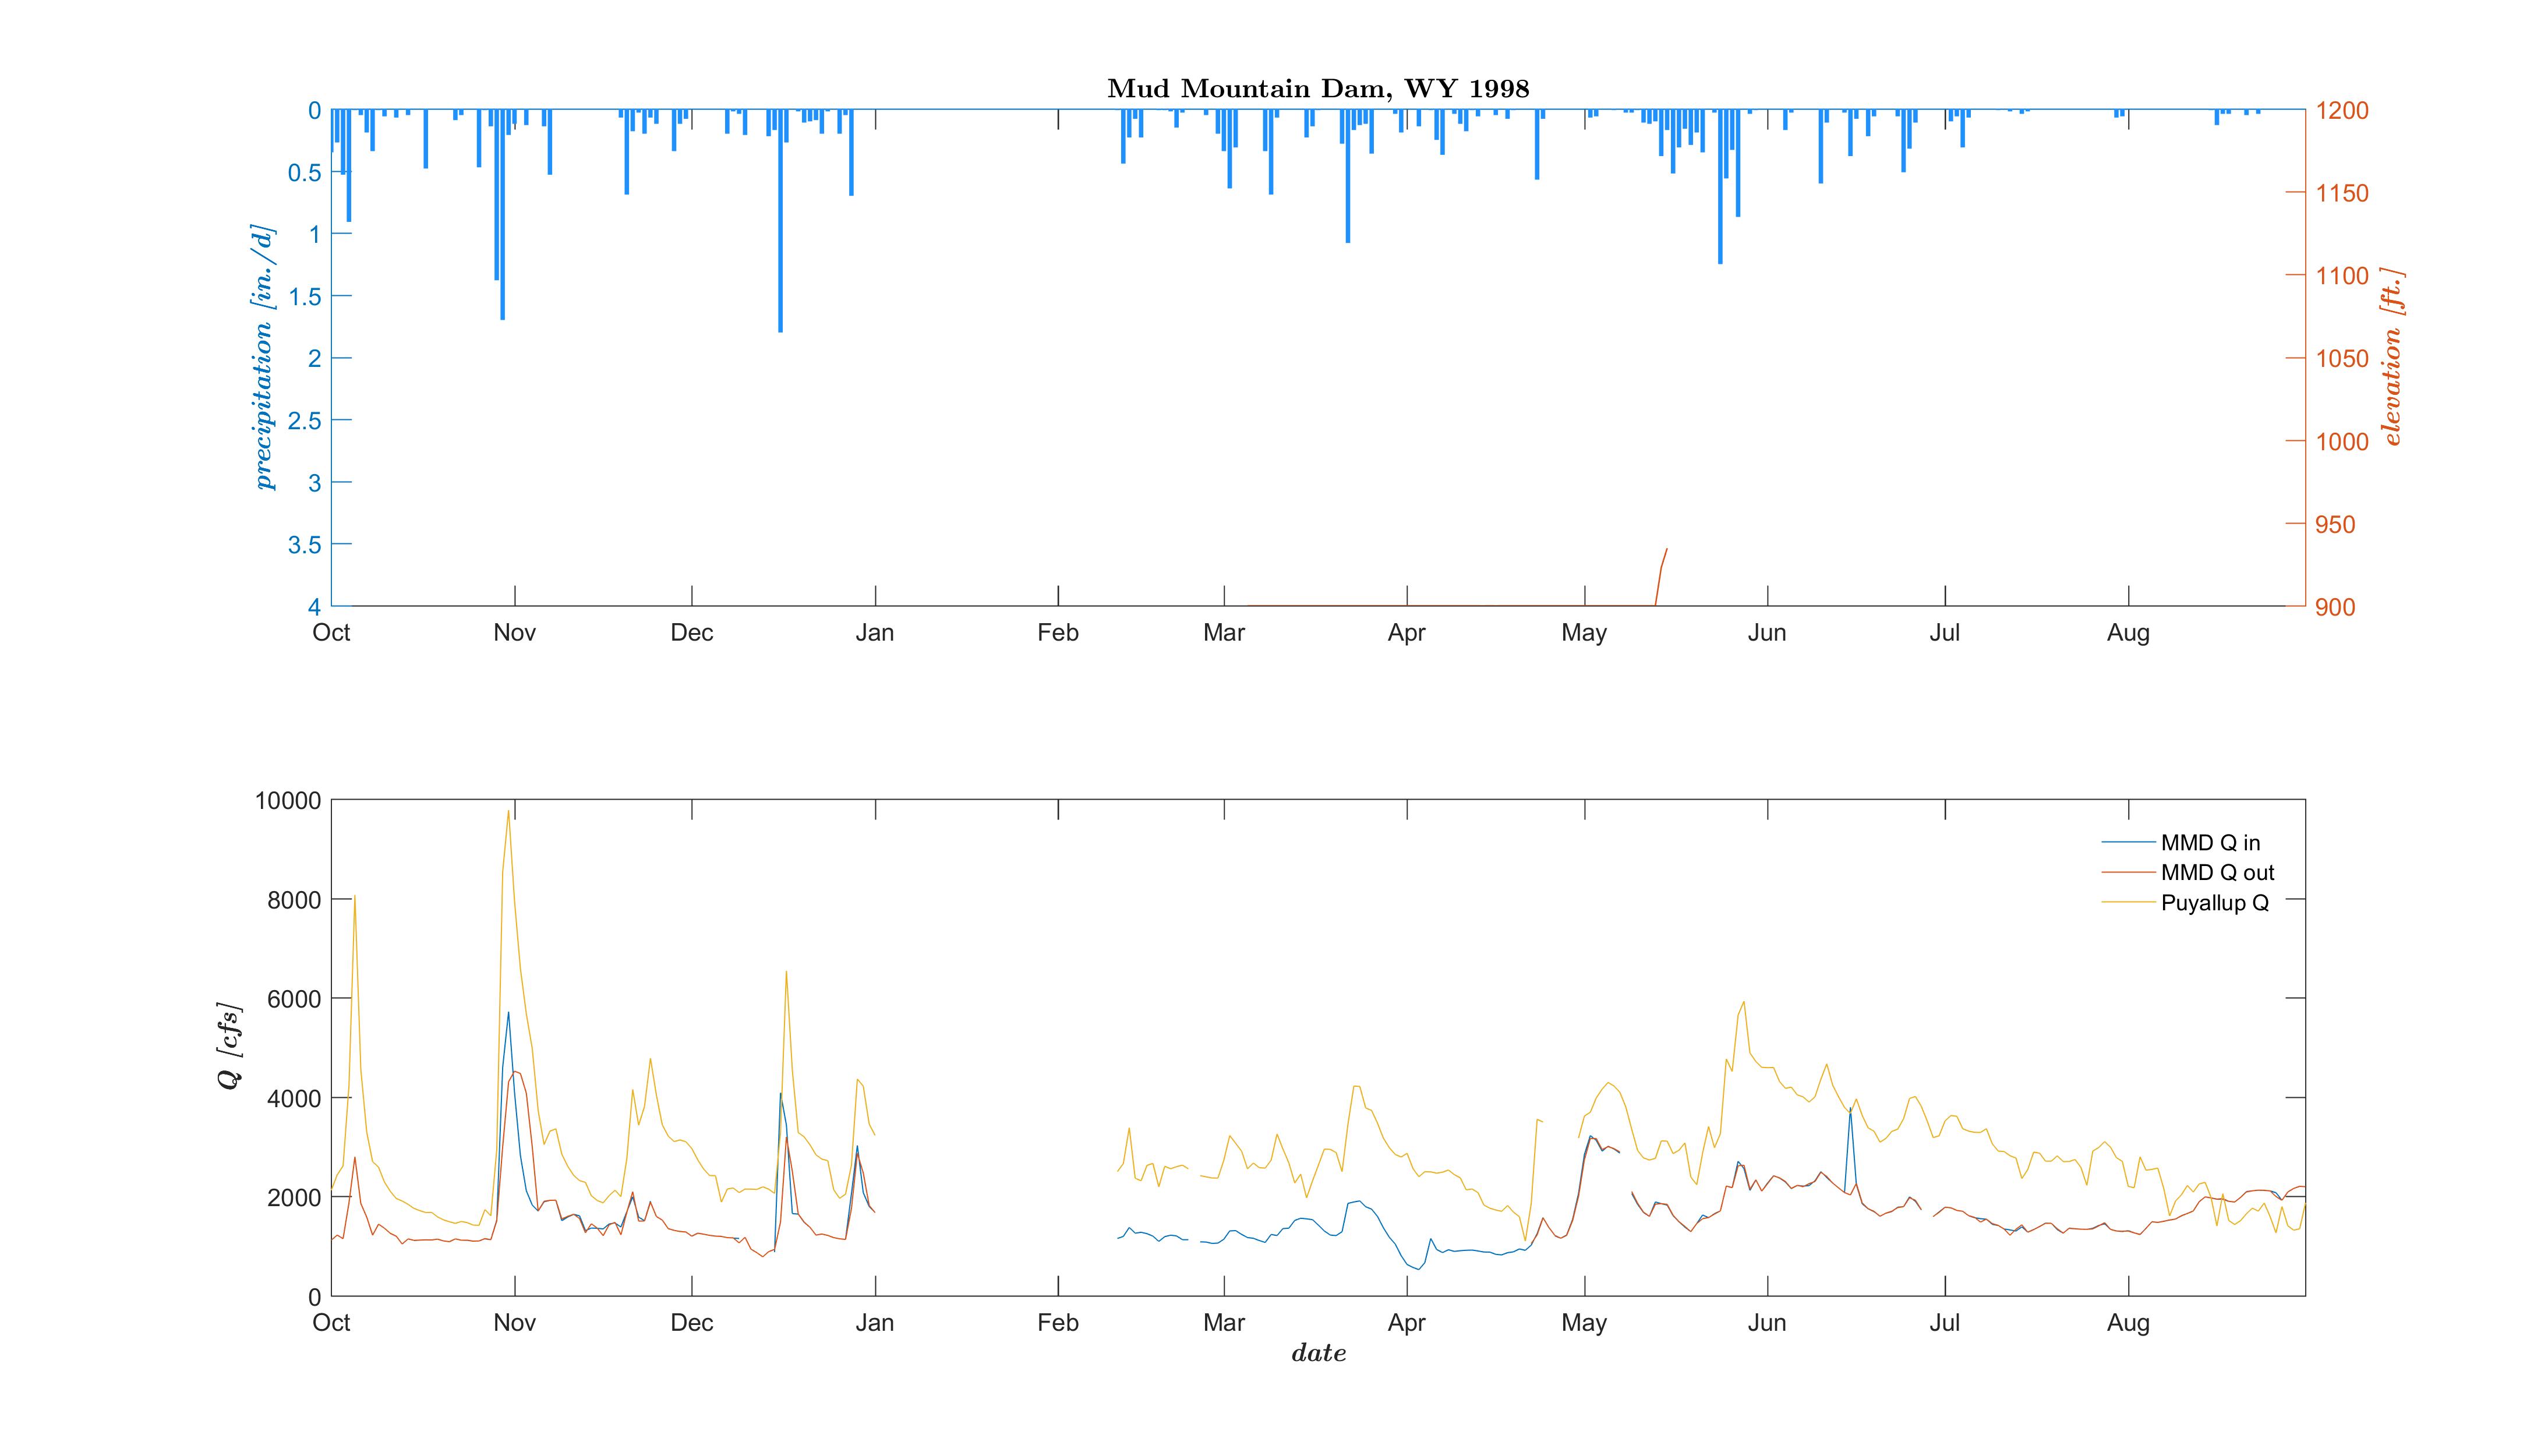 Mud Mountain Dam, WY 1998
0
0.5
1
1.5
2
2.5
3
3.5
4
precipitation [in./d]
1200
1150
1100
1050
1000
950
900
elevation [ft.]
Oct Nov Dec Jan Feb Mar Apr May Jun Jul Aug
10000
8000
6000
4000
2000
0
Q [cfs]
MMD Q in
MMD Q out
Puyallup Q
Oct Nov Dec Jan Feb Mar Apr May Jun Jul Aug
date